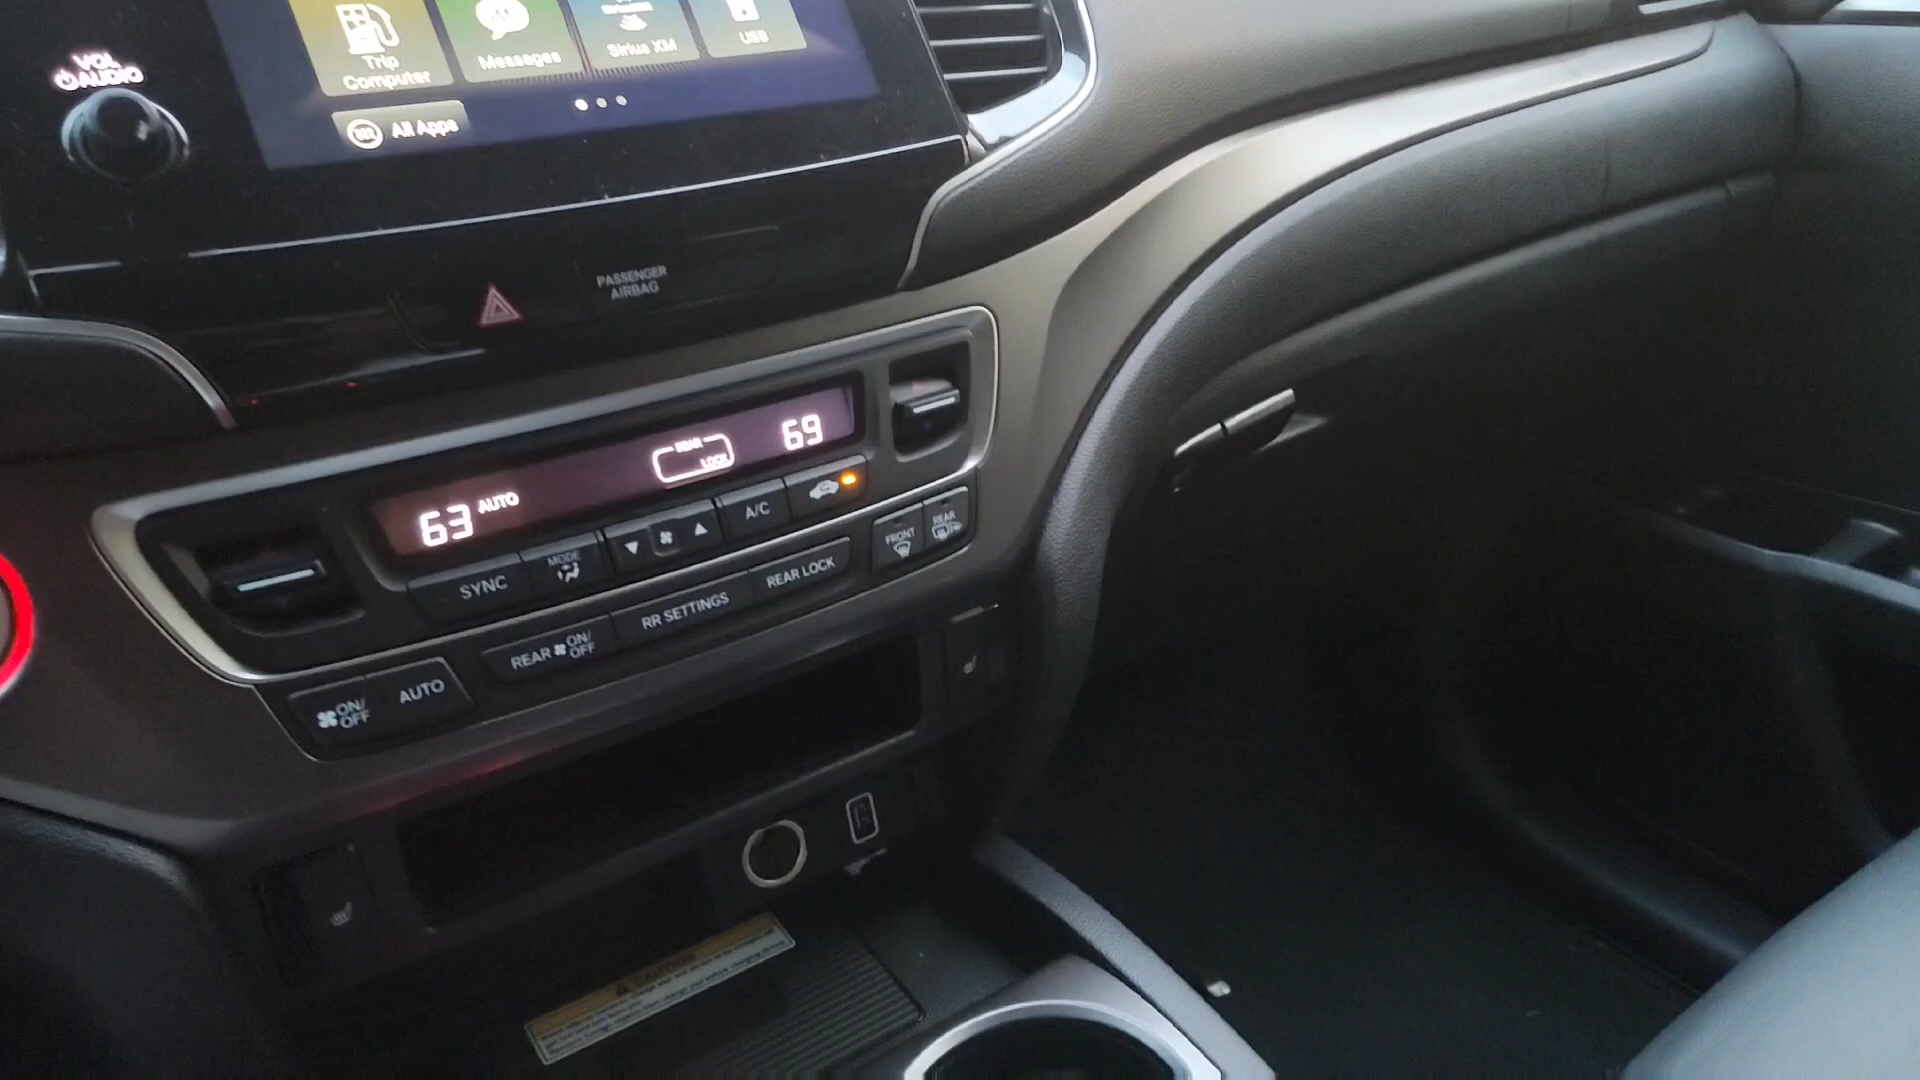 VOL
AUDIO
Trip
Computer
Messages
Sirius XM
USB
All Apps
PASSENGER
AIRBAG
63 AUTO
REAR
LOCK
69
SYNC
MODE
A/C
FRONT
REAR
ON/
OFF
AUTO
REAR
ON/
OFF
RR SETTINGS
REAR LOCK
CAUTION